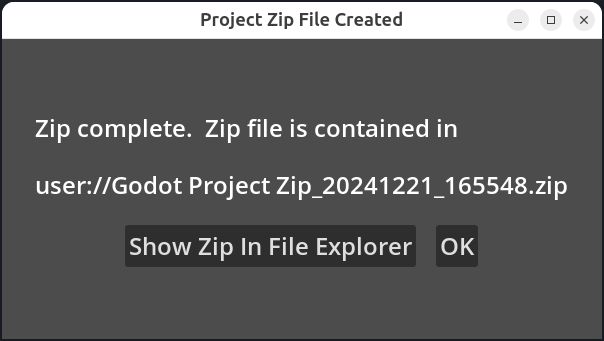 Project Zip File Created
Zip complete.  Zip file is contained in
user://Godot Project Zip_20241221_165548.zip
Show Zip In File Explorer
OK